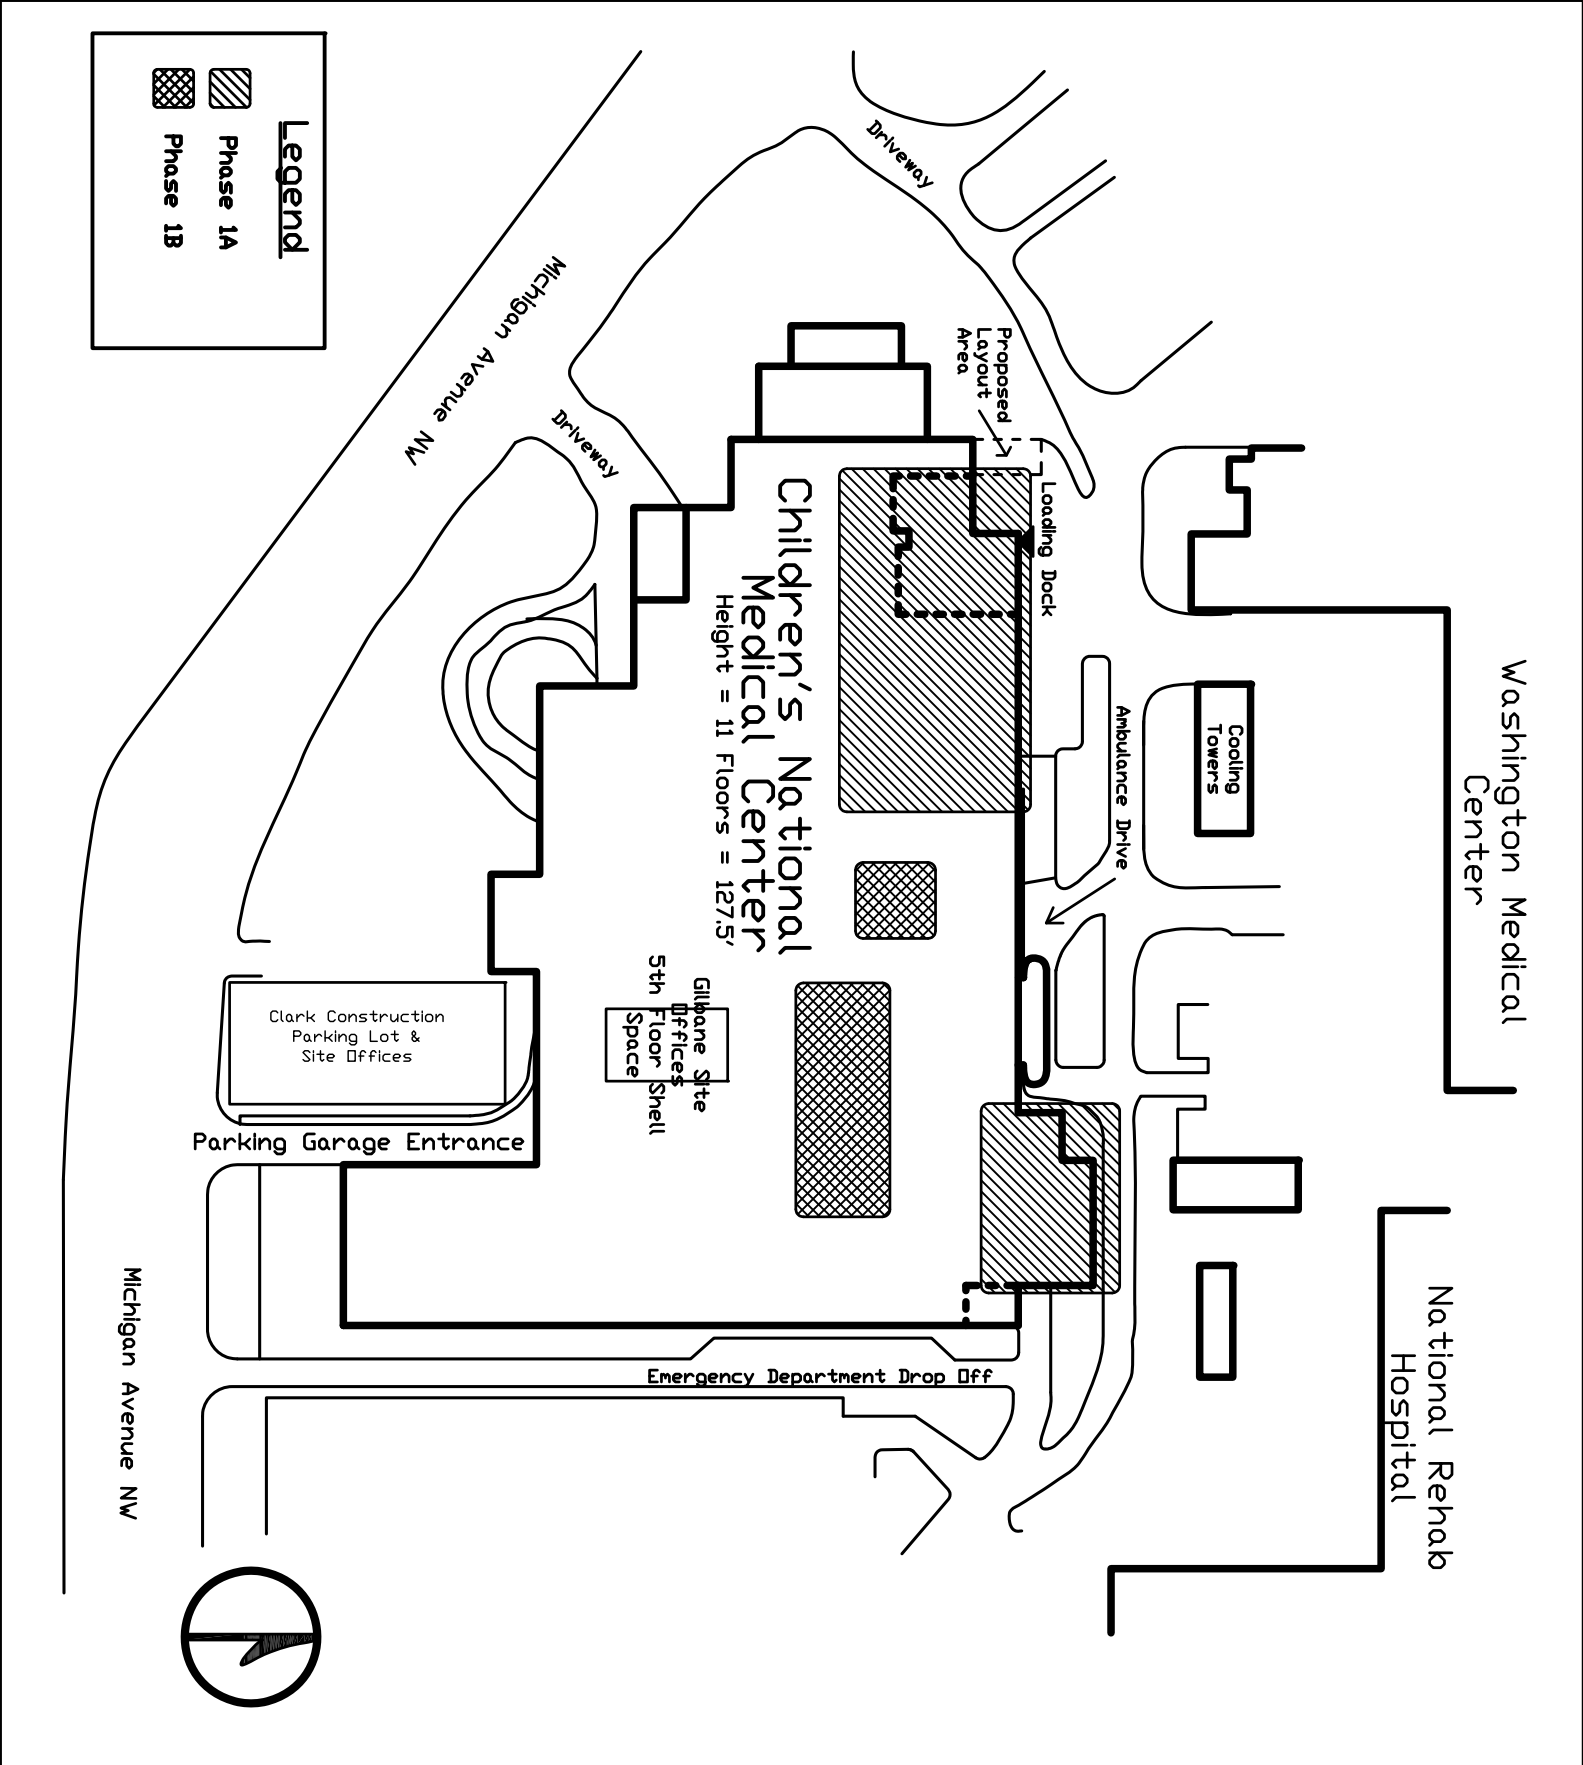 Legend
Phase 1A
Phase 1B
Michigan Avenue NW
Driveway
Driveway
Proposed
Layout
Area
Loading Dock
Children's National
Medical Center
Height = 11 Floors = 127.5'
Ambulance Drive
Cooling
Towers
Washington Medical
Center
Gilbane Site
Offices
5th Floor Shell
Space
Clark Construction
Parking Lot &
Site Offices
Parking Garage Entrance
Michigan Avenue NW
Emergency Department Drop Off
National Rehab
Hospital